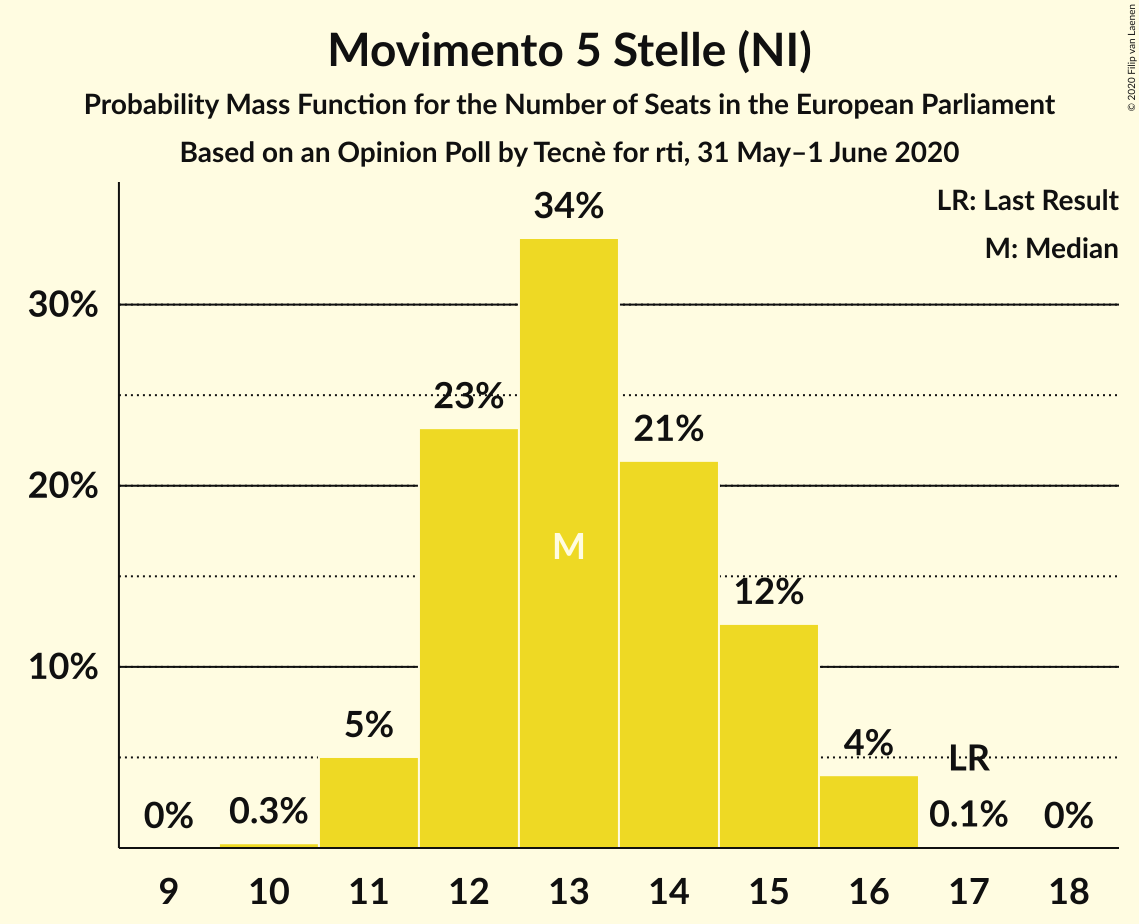 Movimento 5 Stelle (NI)
Probability Mass Function for the Number of Seats in the European Parliament
Based on an Opinion Poll by Tecnè for rti, 31 May–1 June 2020
© 2020 Filip van Laenen
LR: Last Result
M: Median
34%
30%
23%
21%
20%
M
12%
10%
5%
4%
LR
0%
0.3%
0.1%
0%
9 10 11 12 13 14 15 16 17 18